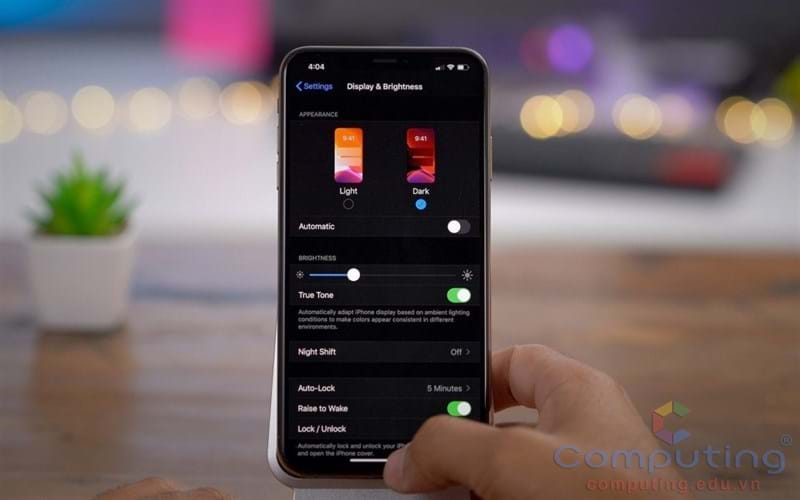 4:04
Settings
Display & Brightness
APPEARANCE
9:41
9:41
Light
Dark
Automatic
BRIGHTNESS
True Tone
Automatically adapt iPhone display based on ambient lighting
conditions to make colors appear consistent in different
environments.
Night Shift Off
Auto-Lock 5 Minutes
Raise to Wake
Lock / Unlock
Automatically lock and unlock your iPh
and open the iPhone cover.
Computing®
computing.edu.vn